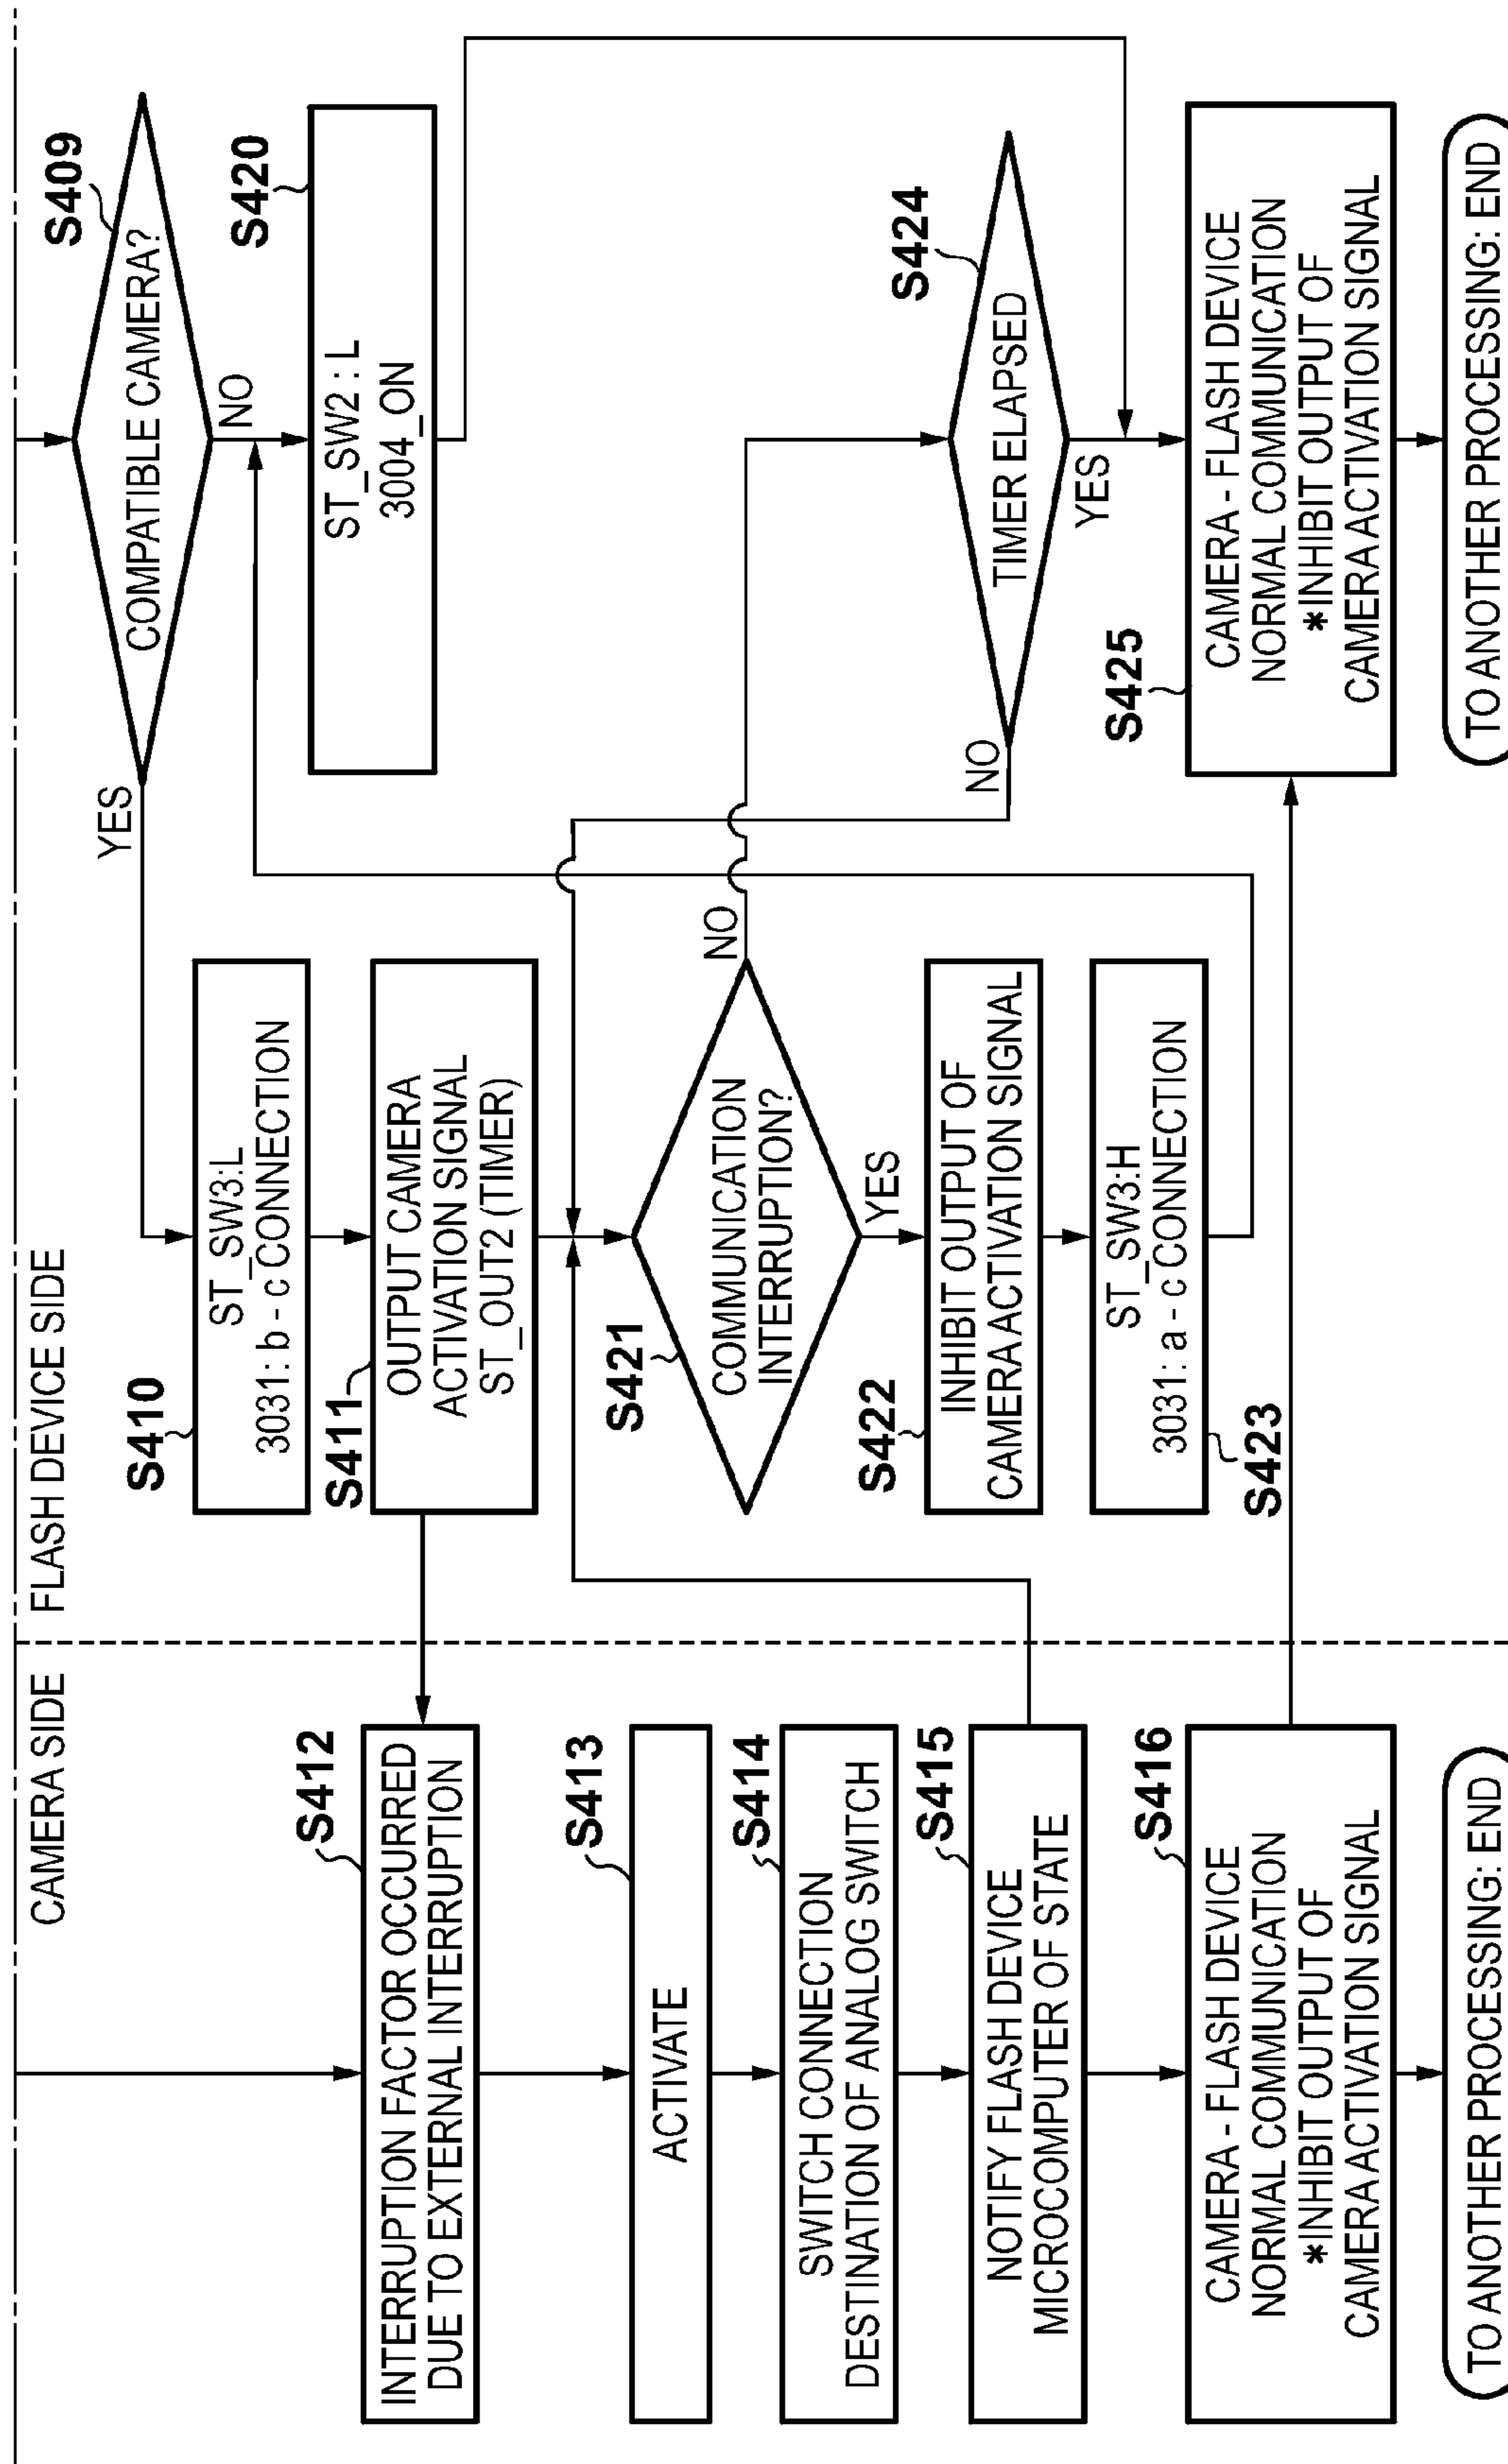 CAMERA SIDE
S412
INTERRUPTION FACTOR OCCURRED
DUE TO EXTERNAL INTERRUPTION
S413
ACTIVATE
S414
SWITCH CONNECTION
DESTINATION OF ANALOG SWITCH
S415
NOTIFY FLASH DEVICE
MICROCOMPUTER OF STATE
S416
CAMERA - FLASH DEVICE
NORMAL COMMUNICATION
*INHIBIT OUTPUT OF
CAMERA ACTIVATION SIGNAL
TO ANOTHER PROCESSING: END
FLASH DEVICE SIDE
S409
COMPATIBLE CAMERA?
YES
NO
S410
ST_SW3:L
3031: b - c CONNECTION
S411
OUTPUT CAMERA
ACTIVATION SIGNAL
ST_OUT2 (TIMER)
S420
ST_SW2 : L
3004_ON
S421
COMMUNICATION
INTERRUPTION?
NO
YES
S422
INHIBIT OUTPUT OF
CAMERA ACTIVATION SIGNAL
S423
ST_SW3:H
3031: a - c CONNECTION
S424
TIMER ELAPSED
NO
YES
S425
CAMERA - FLASH DEVICE
NORMAL COMMUNICATION
*INHIBIT OUTPUT OF
CAMERA ACTIVATION SIGNAL
TO ANOTHER PROCESSING: END